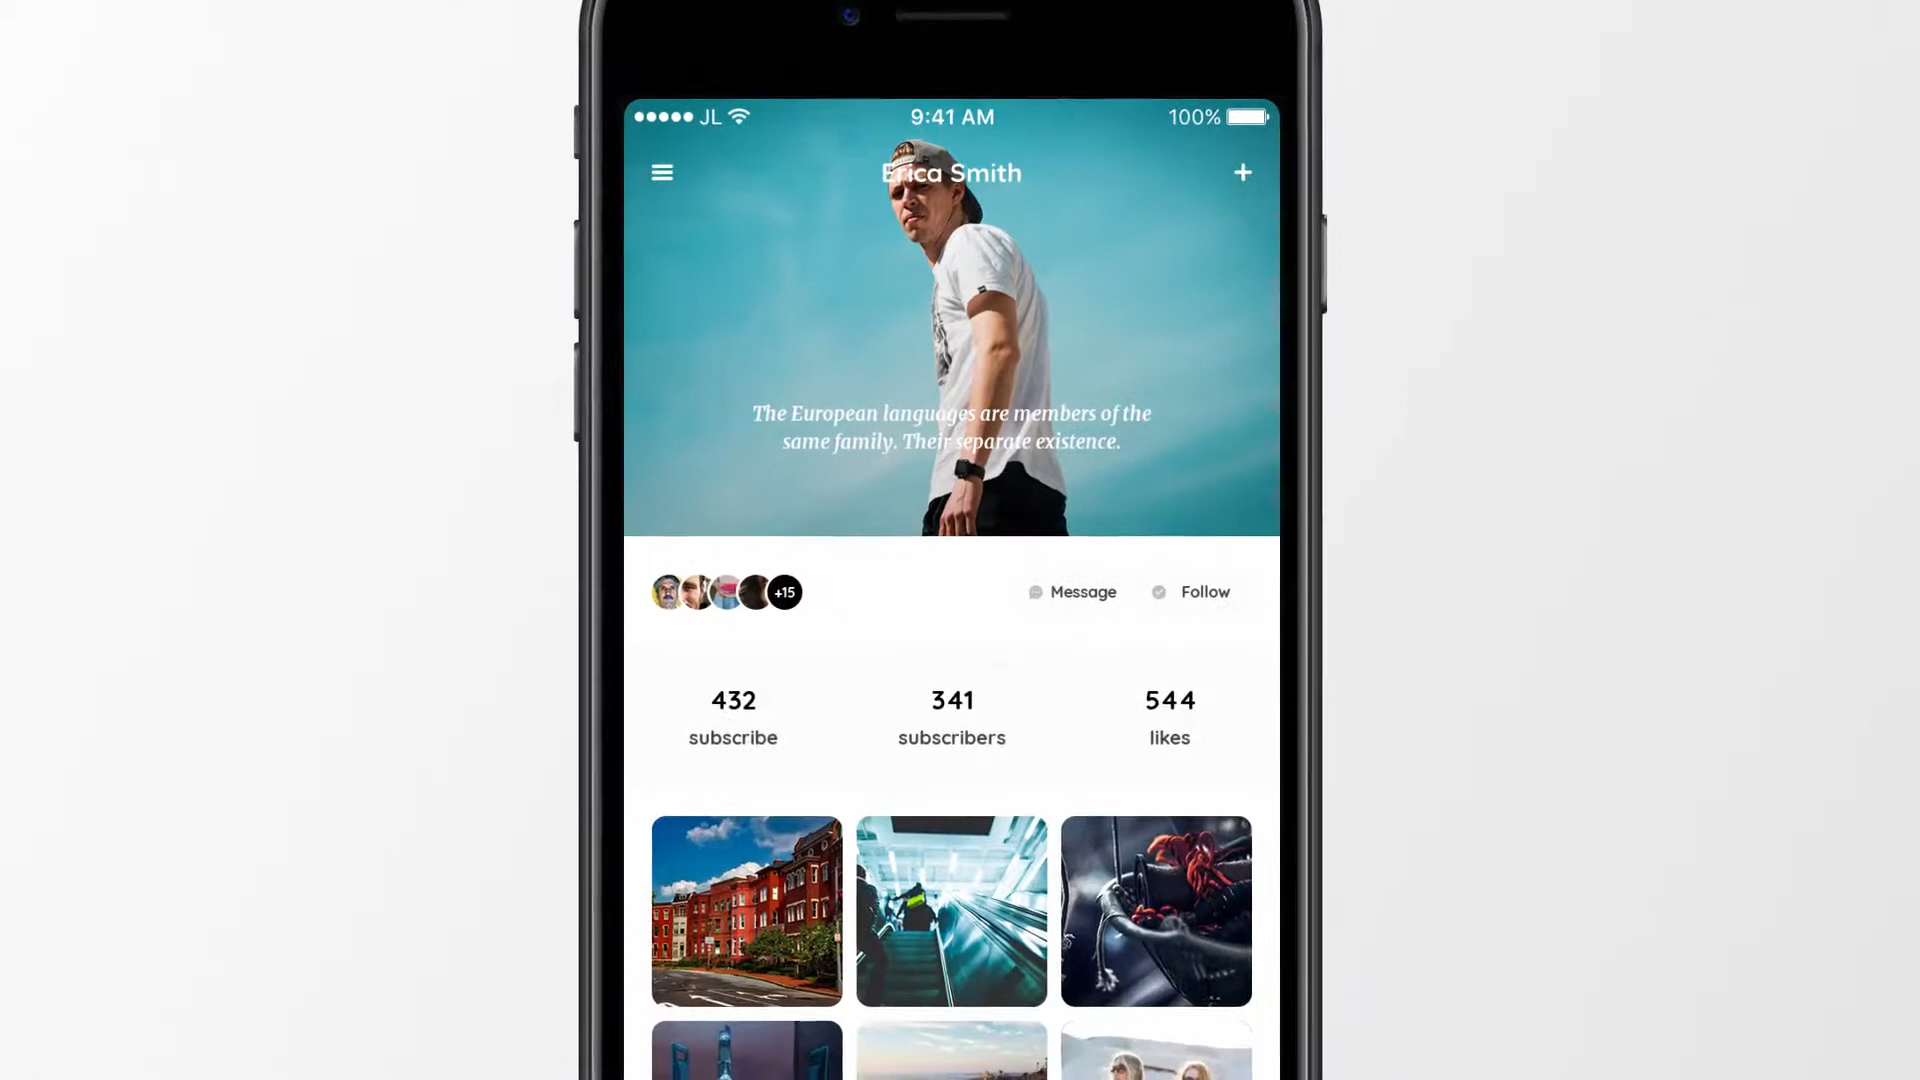 JL 9:41 AM 100%
Erica Smith
The European languages are members of the
same family. Their separate existence.
+15 Message Follow
432 341 544
subscribe subscribers likes